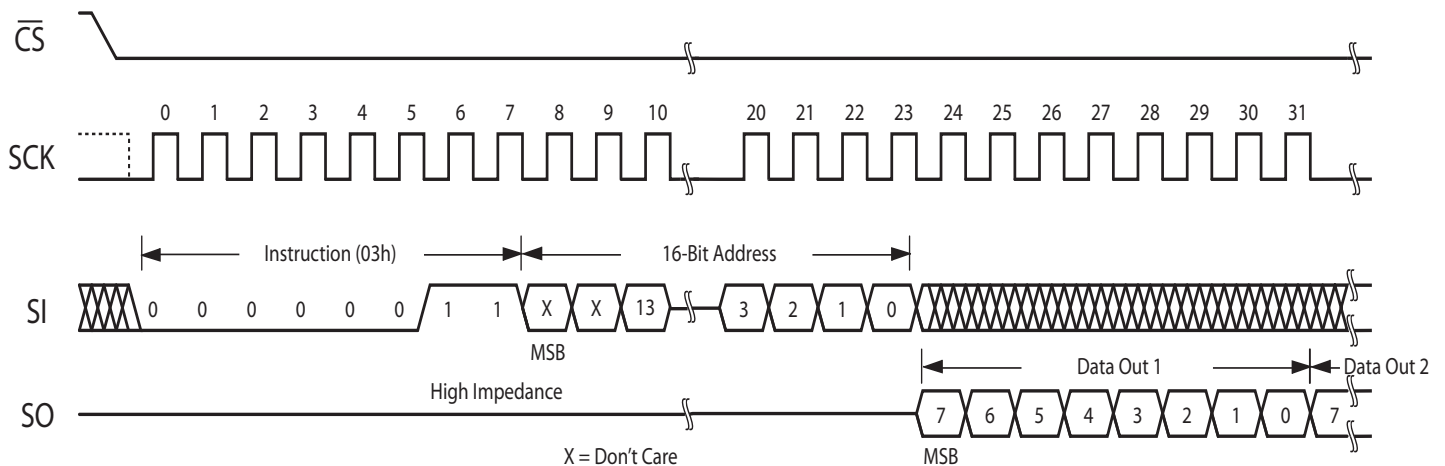 CS
0 1 2 3 4 5 6 7 8 9 10 20 21 22 23 24 25 26 27 28 29 30 31
SCK
Instruction (03h) 16-Bit Address
SI 0 0 0 0 0 0 1 1 X X 13 3 2 1 0
MSB
Data Out 1 Data Out 2
High Impedance
SO 7 6 5 4 3 2 1 0 7
X = Don't Care MSB